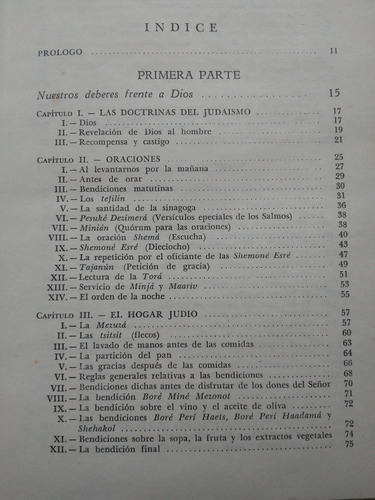 INDICE
PROLOGO 11
PRIMERA PARTE
Nuestros deberes frente a Dios 15
CAPÍTULO I. — LAS DOCTRINAS DEL JUDAISMO 17
I.— Dios 17
II.— Revelación de Dios al hombre 19
III.— Recompensa y castigo 21
CAPÍTULO II. — ORACIONES 25
I.— Al levantarnos por la mañana 27
II.— Antes de orar 29
III.— Bendiciones matutinas 30
IV.— Los tefilín 31
V.— La santidad de la sinagoga 36
VI.— Pesuké Dezimerá (Versículos epeciales de los Salmos) 38
VII.— Minián (Quórum para las oraciones) 38
VIII.— La oración Shemá (Escucha) 40
IX.— Shemoné Esré (Dieciocho) 43
X.— La repetición por el oficiante de las Shemoné Esré 47
XI.— Tajanún (Petición de gracia) 49
XII.— Lectura de la Torá 51
XIII.— Servicio de Minjá y Maariv 53
XIV.— El orden de la noche 55
CAPÍTULO III. — EL HOGAR JUDIO 57
I.— La Mezuzá 57
II.— Las tsitsit (flecos) 60
III.— El lavado de manos antes de las comidas 63
IV.— La partición del pan 64
V.— Las gracias después de las comidas 66
VI.— Reglas generales relativas a las bendiciones 68
VII.— Bendiciones dichas antes de disfrutar de los dones del Señor 70
VIII.— La bendición Boré Miné Mezonot 71
IX.— La bendición sobre el vino y el aceite de oliva 72
X.— Las bendiciones Boré Perí Haets, Boré Perí Haadamá y
Shehakol 72
XI.— Bendiciones sobre la sopa, la fruta y los extractos vegetales 74
XII.— La bendición final 75